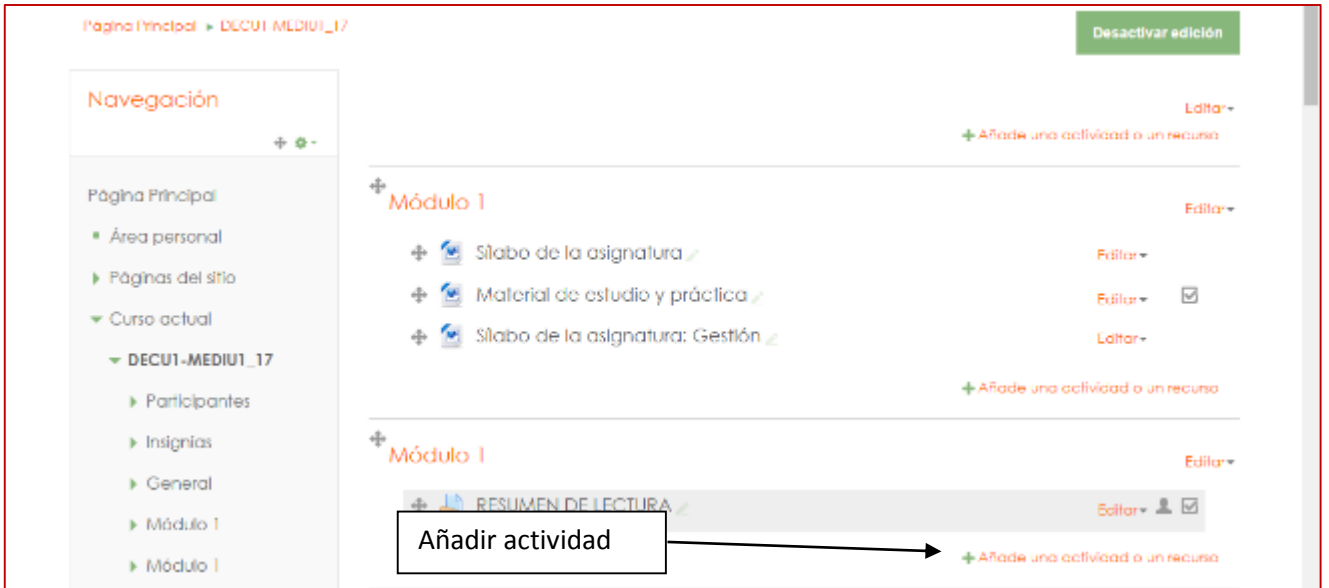 Página Principal ▸ DECU1-MEDIU1_17
Desactivar edición
Navegación
Editar
+ Añade una actividad o un recurso
Página Principal
Área personal
Páginas del sitio
Curso actual
DECU1-MEDIU1_17
Participantes
Insignias
General
Módulo 1
Módulo 1
Módulo 1
Editar
Sílabo de la asignatura
Editar
Material de estudio y práctica
Editar
Sílabo de la asignatura: Gestión
Editar
+ Añade una actividad o un recurso
Módulo 1
Editar
RESUMEN DE LECTURA
Editar
Añadir actividad
+ Añade una actividad o un recurso